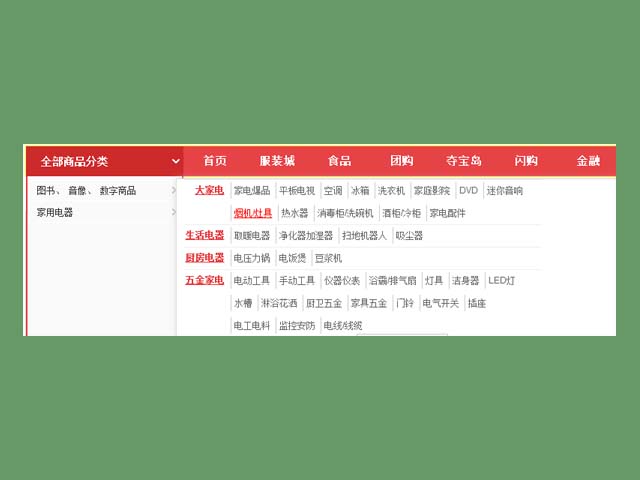 全部商品分类 首页 服装城 食品 团购 夺宝岛 闪购 金融
图书、 音像、 数字商品
家用电器
大家电 家电爆品 平板电视 空调 冰箱 洗衣机 家庭影院 DVD 迷你音响
烟机/灶具 热水器 消毒柜/洗碗机 酒柜/冷柜 家电配件
生活电器 取暖电器 净化器加湿器 扫地机器人 吸尘器
厨房电器 电压力锅 电饭煲 豆浆机
五金家电 电动工具 手动工具 仪器仪表 浴霸/排气扇 灯具 洁身器 LED灯
水槽 淋浴花洒 厨卫五金 家具五金 门铃 电气开关 插座
电工电料 监控安防 电线/线缆